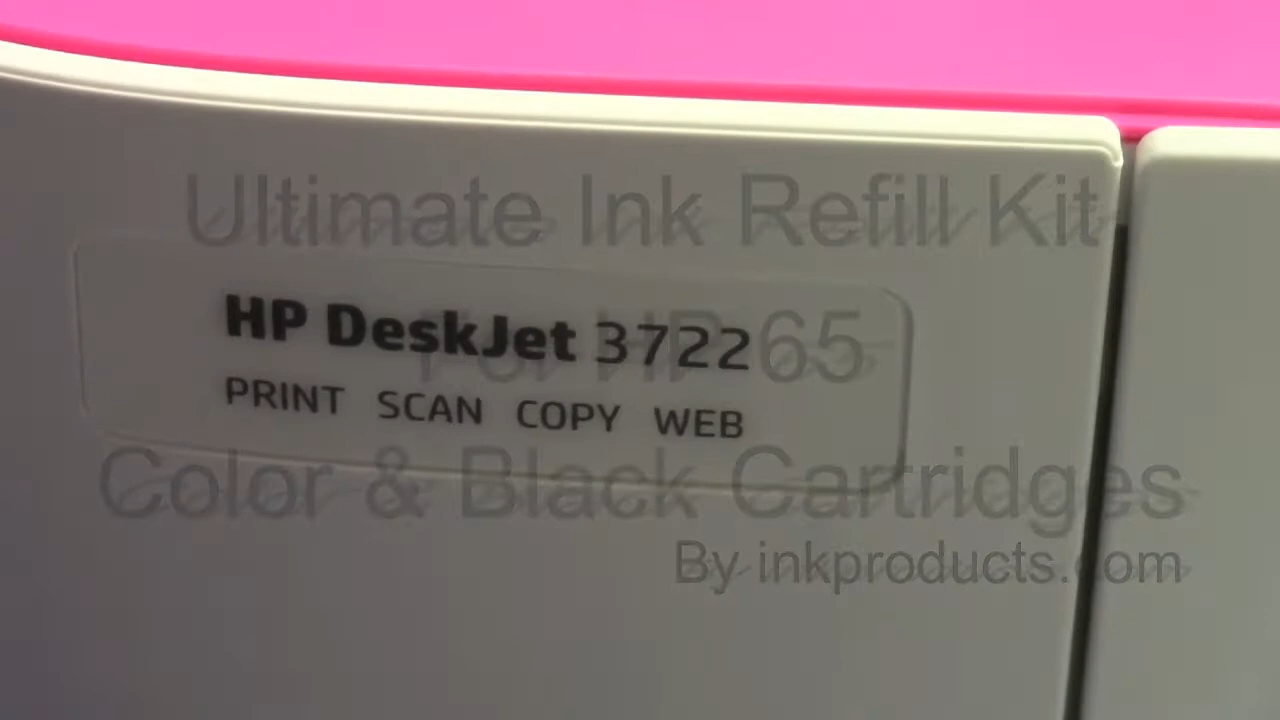 Ultimate Ink Refill Kit
HP DeskJet 3722
For HP 65
PRINT SCAN COPY WEB
Color & Black Cartridges
By inkproducts.com